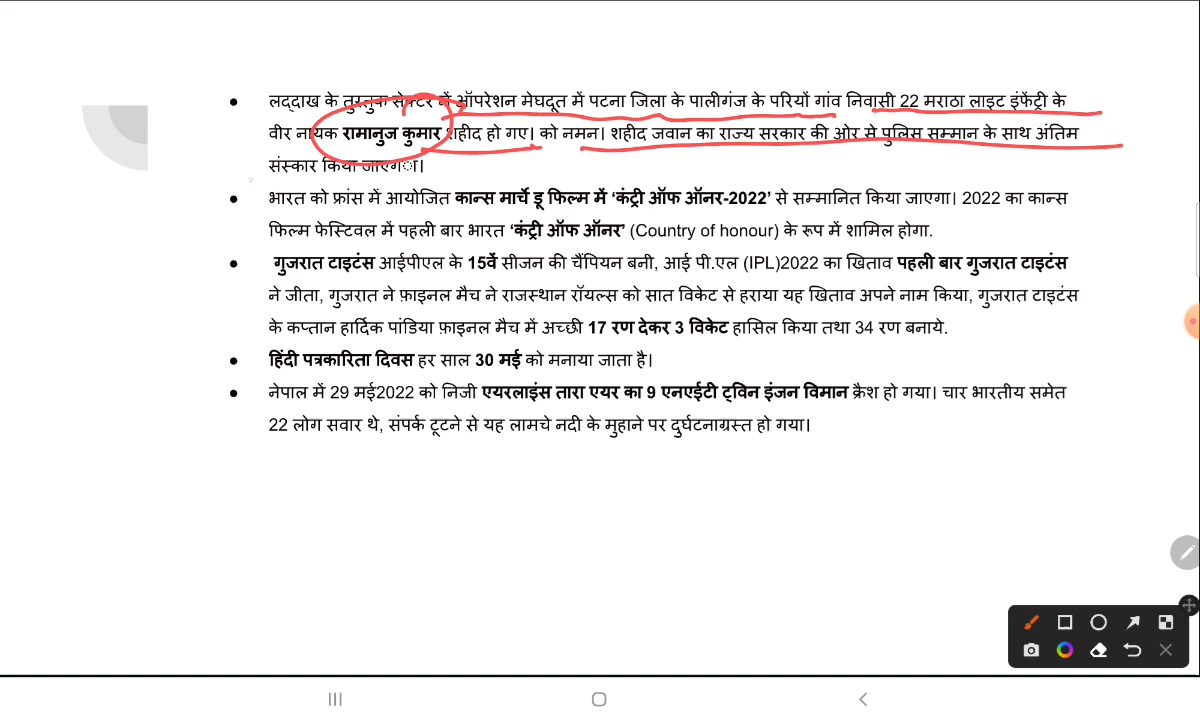 ● लद्दाख के तुरतुक सेक्टर में ऑपरेशन मेघदूत में पटना जिला के पालीगंज के परियों गांव निवासी 22 मराठा लाइट इंफेंट्री के
वीर नायक रामानुज कुमार शहीद हो गए। को नमन। शहीद जवान का राज्य सरकार की ओर से पुलिस सम्मान के साथ अंतिम
संस्कार किया जाएगा।
● भारत को फ्रांस में आयोजित कान्स मार्चे डू फिल्म में ‘कंट्री ऑफ ऑनर-2022’ से सम्मानित किया जाएगा। 2022 का कान्स
फिल्म फेस्टिवल में पहली बार भारत ‘कंट्री ऑफ ऑनर’ (Country of honour) के रूप में शामिल होगा.
● गुजरात टाइटंस आईपीएल के 15वें सीजन की चैंपियन बनी, आई पी.एल (IPL)2022 का खिताव पहली बार गुजरात टाइटंस
ने जीता, गुजरात ने फ़ाइनल मैच ने राजस्थान रॉयल्स को सात विकेट से हराया यह खिताव अपने नाम किया, गुजरात टाइटंस
के कप्तान हार्दिक पांडिया फ़ाइनल मैच में अच्छी 17 रण देकर 3 विकेट हासिल किया तथा 34 रण बनाये.
● हिंदी पत्रकारिता दिवस हर साल 30 मई को मनाया जाता है।
● नेपाल में 29 मई2022 को निजी एयरलाइंस तारा एयर का 9 एनएईटी ट्विन इंजन विमान क्रैश हो गया। चार भारतीय समेत
22 लोग सवार थे, संपर्क टूटने से यह लामचे नदी के मुहाने पर दुर्घटनाग्रस्त हो गया।